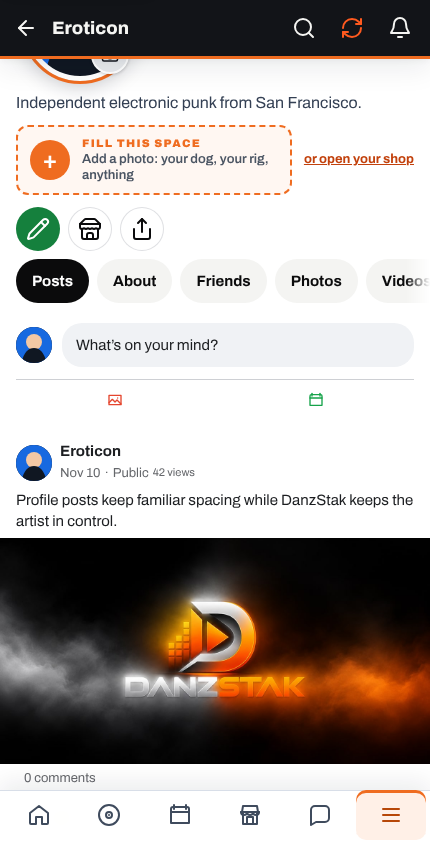 Eroticon
Independent electronic punk from San Francisco.
FILL THIS SPACE
Add a photo: your dog, your rig,
anything
or open your shop
Posts
About
Friends
Photos
Videos
What's on your mind?
Eroticon
Nov 10 · Public 42 views
Profile posts keep familiar spacing while DanzStak keeps the
artist in control.
DANZSTAK
0 comments